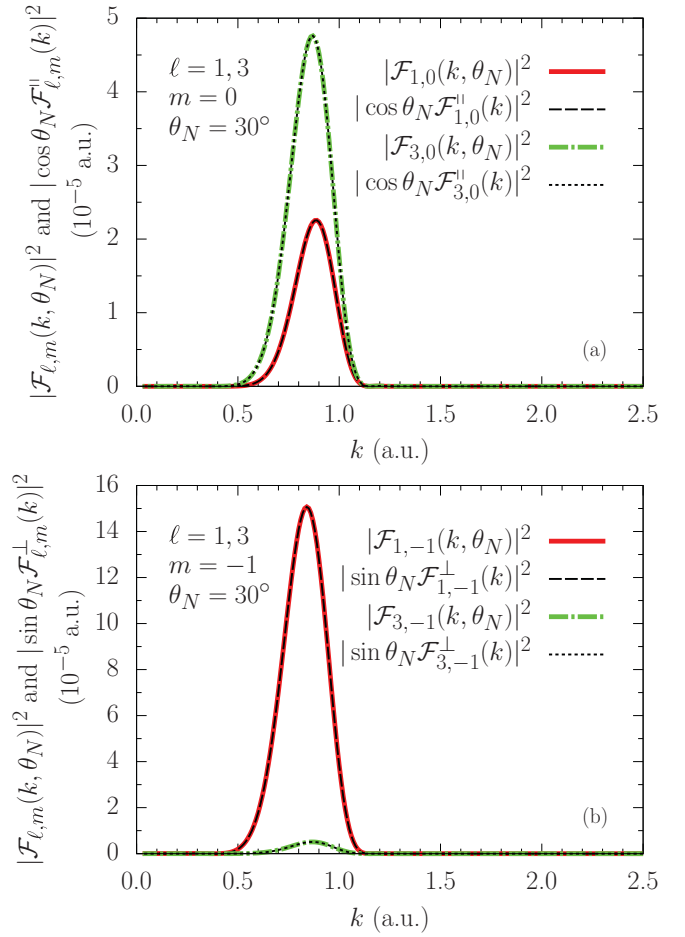 |ℱ_{ℓ,m}(k, θ_N)|² and |cos θ_N ℱ^{||}_{ℓ,m}(k)|²
(10⁻⁵ a.u.)
5
4
3
2
1
0
ℓ = 1, 3
m = 0
θ_N = 30°
|ℱ_{1,0}(k, θ_N)|²
| cos θ_N ℱ^{||}_{1,0}(k)|²
|ℱ_{3,0}(k, θ_N)|²
| cos θ_N ℱ^{||}_{3,0}(k)|²
(a)
0.0 0.5 1.0 1.5 2.0 2.5
k (a.u.)
|ℱ_{ℓ,m}(k, θ_N)|² and |sin θ_N ℱ^⊥_{ℓ,m}(k)|²
(10⁻⁵ a.u.)
16
14
12
10
8
6
4
2
0
ℓ = 1, 3
m = −1
θ_N = 30°
|ℱ_{1,−1}(k, θ_N)|²
| sin θ_N ℱ^⊥_{1,−1}(k)|²
|ℱ_{3,−1}(k, θ_N)|²
| sin θ_N ℱ^⊥_{3,−1}(k)|²
(b)
0.0 0.5 1.0 1.5 2.0 2.5
k (a.u.)